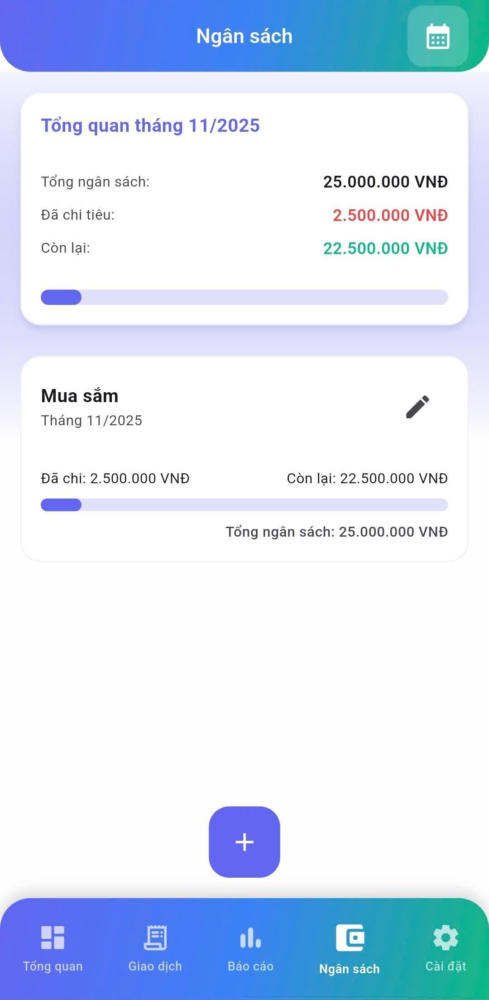 Ngân sách
Tổng quan tháng 11/2025
Tổng ngân sách: 25.000.000 VNĐ
Đã chi tiêu: 2.500.000 VNĐ
Còn lại: 22.500.000 VNĐ
Mua sắm
Tháng 11/2025
Đã chi: 2.500.000 VNĐ Còn lại: 22.500.000 VNĐ
Tổng ngân sách: 25.000.000 VNĐ
Tổng quan Giao dịch Báo cáo Ngân sách Cài đặt